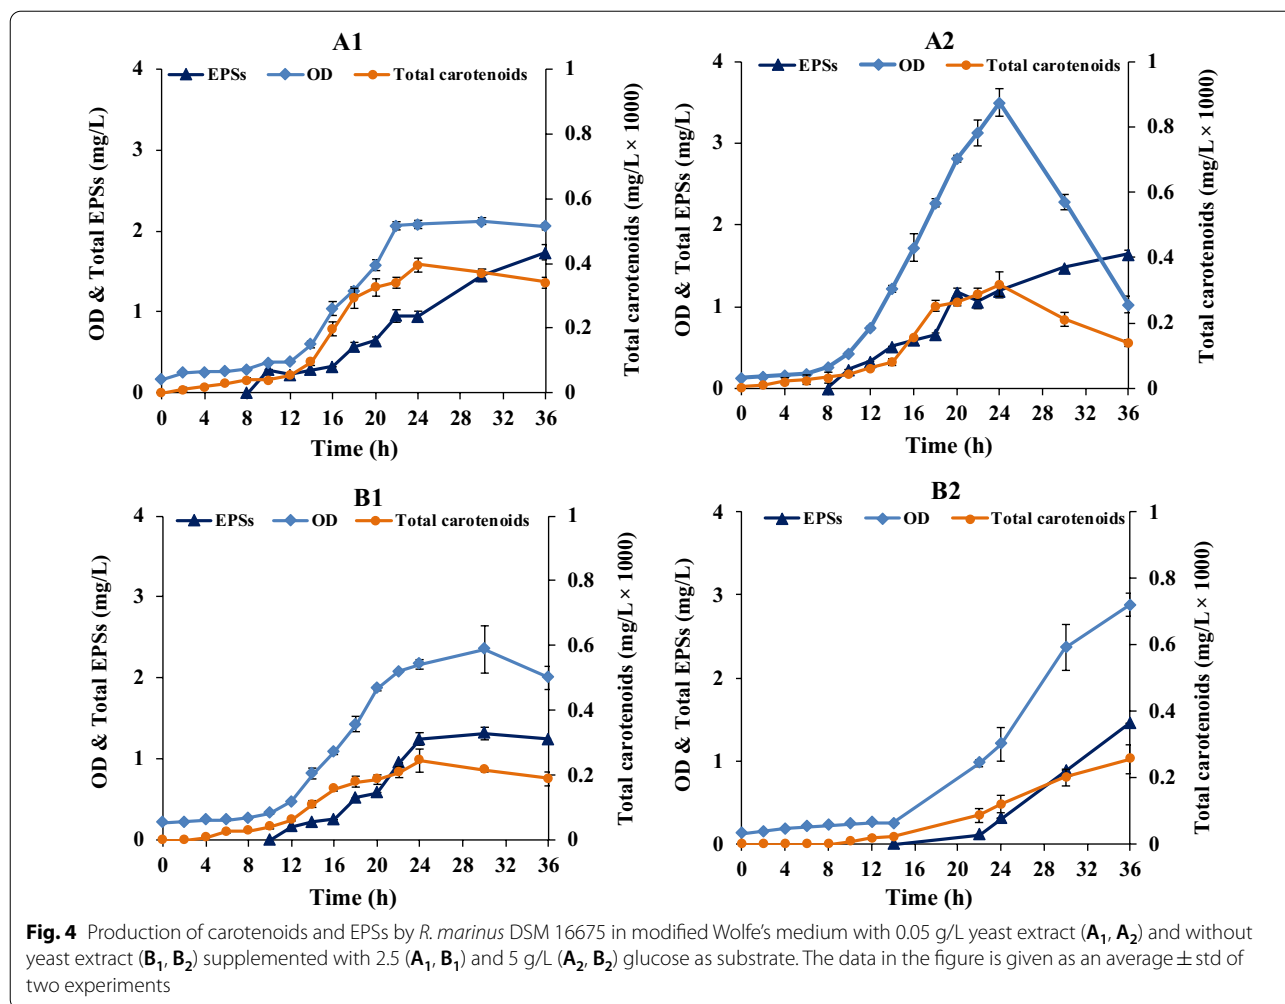 A1
EPSs OD Total carotenoids
OD & Total EPSs (mg/L)
4
3
2
1
0
1
0.8
0.6
0.4
0.2
0
Total carotenoids (mg/L × 1000)
0 4 8 12 16 20 24 28 32 36
Time (h)
A2
EPSs OD Total carotenoids
OD & Total EPSs (mg/L)
4
3
2
1
0
1
0.8
0.6
0.4
0.2
0
Total carotenoids (mg/L × 1000)
0 4 8 12 16 20 24 28 32 36
Time (h)
B1
EPSs OD Total carotenoids
OD & Total EPSs (mg/L)
4
3
2
1
0
1
0.8
0.6
0.4
0.2
0
Total carotenoids (mg/L × 1000)
0 4 8 12 16 20 24 28 32 36
Time (h)
B2
EPSs OD Total carotenoids
OD & Total EPSs (mg/L)
4
3
2
1
0
1
0.8
0.6
0.4
0.2
0
Total carotenoids (mg/L × 1000)
0 4 8 12 16 20 24 28 32 36
Time (h)
Fig. 4 Production of carotenoids and EPSs by R. marinus DSM 16675 in modified Wolfe's medium with 0.05 g/L yeast extract (A₁, A₂) and without
yeast extract (B₁, B₂) supplemented with 2.5 (A₁, B₁) and 5 g/L (A₂, B₂) glucose as substrate. The data in the figure is given as an average ± std of
two experiments